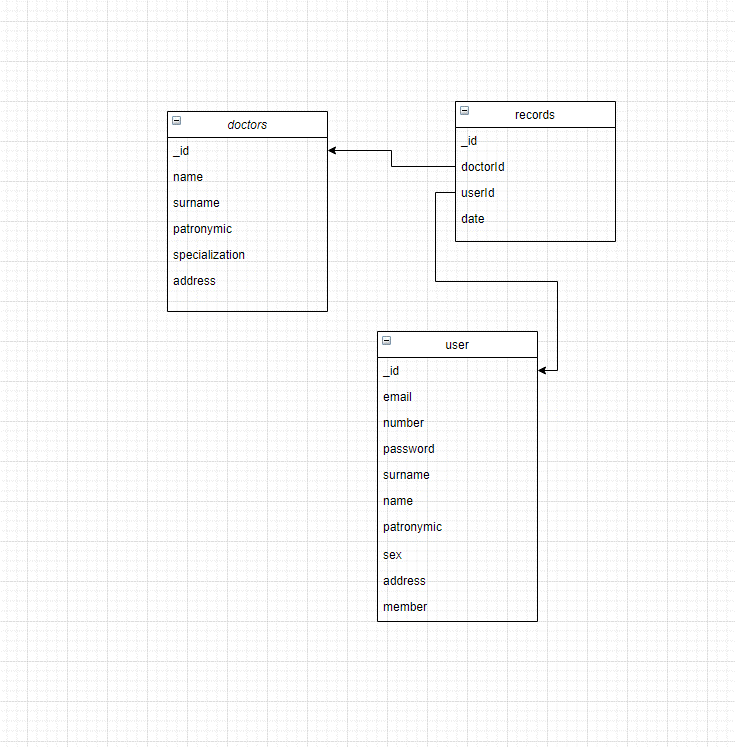 doctors
_id
name
surname
patronymic
specialization
address
records
_id
doctorId
userId
date
user
_id
email
number
password
surname
name
patronymic
sex
address
member